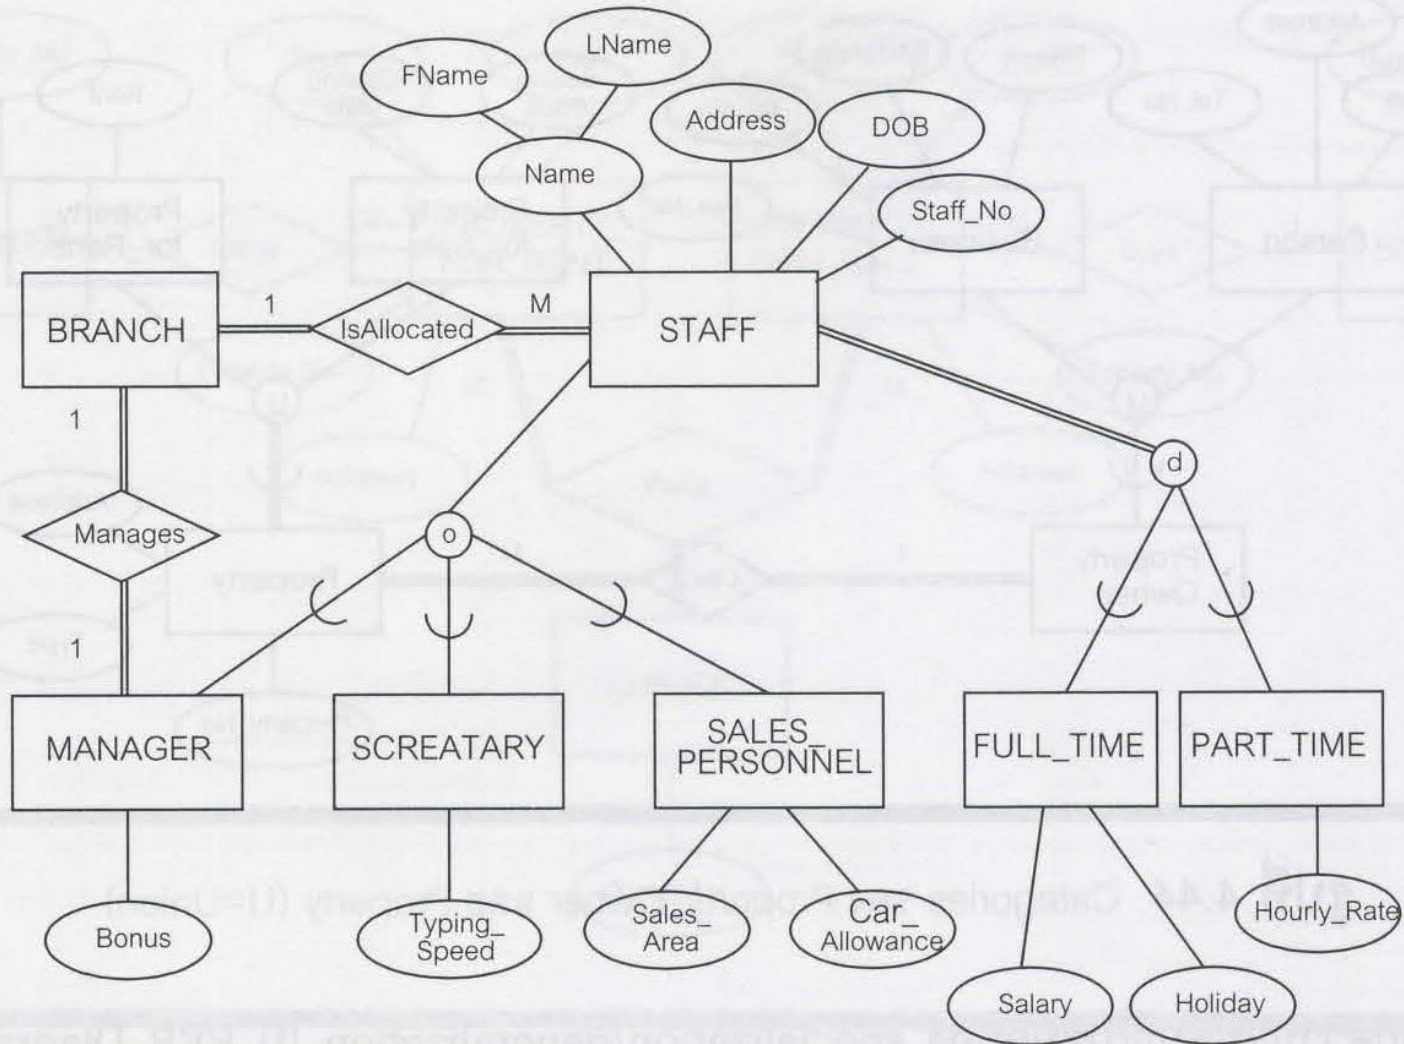 LName
FName
Address
DOB
Name
Staff_No
BRANCH
1
IsAllocated
M
STAFF
1
d
Manages
o
1
MANAGER
SCREATARY
SALES_
PERSONNEL
FULL_TIME
PART_TIME
Bonus
Typing_
Speed
Sales_
Area
Car_
Allowance
Hourly_Rate
Salary
Holiday